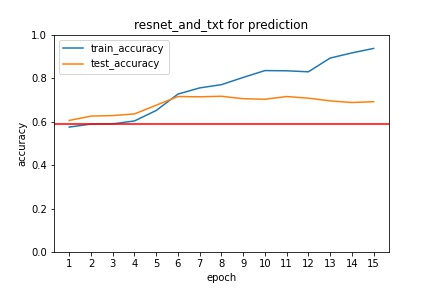 resnet_and_txt for prediction
1.0
train_accuracy
test_accuracy
0.8
0.6
0.4
0.2
0.0
accuracy
1 2 3 4 5 6 7 8 9 10 11 12 13 14 15
epoch